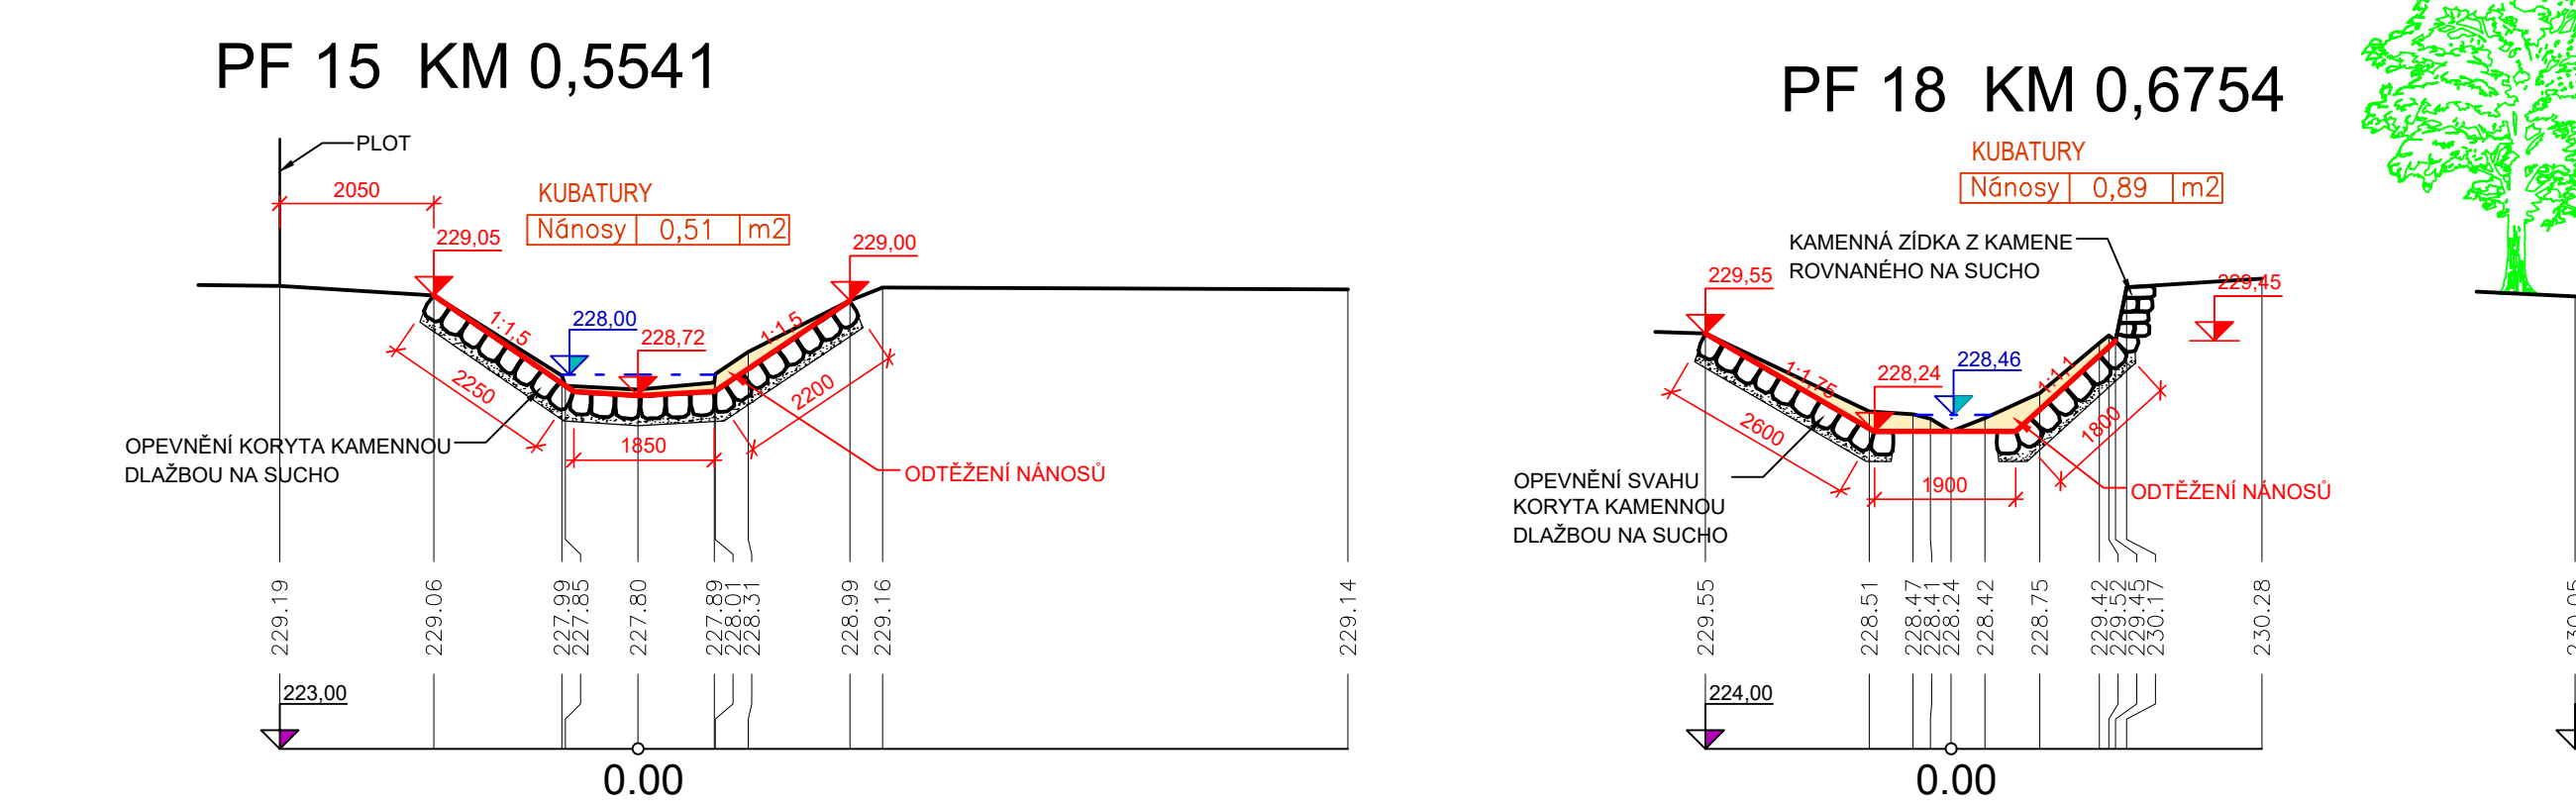 PF 15 KM 0,5541
PLOT
2050
KUBATURY
Nánosy 0,51 m2
229,05
229,00
1:1,5
228,00
228,72
1:1,5
2250
2200
1850
OPEVNĚNÍ KORYTA KAMENNOU
DLAŽBOU NA SUCHO
ODTĚŽENÍ NÁNOSŮ
229.19
229.06
227.99
227.85
227.80
227.89
228.01
228.31
228.99
229.16
229.14
223,00
0.00
PF 18 KM 0,6754
KUBATURY
Nánosy 0,89 m2
KAMENNÁ ZÍDKA Z KAMENE
ROVNANÉHO NA SUCHO
229,55
229,45
1:1,75
228,24
228,46
1:1,1
2600
1800
1900
OPEVNĚNÍ SVAHU
KORYTA KAMENNOU
DLAŽBOU NA SUCHO
ODTĚŽENÍ NÁNOSŮ
229.55
228.51
228.47
228.41
228.24
228.42
228.75
229.42
229.52
229.45
230.17
230.28
224,00
0.00